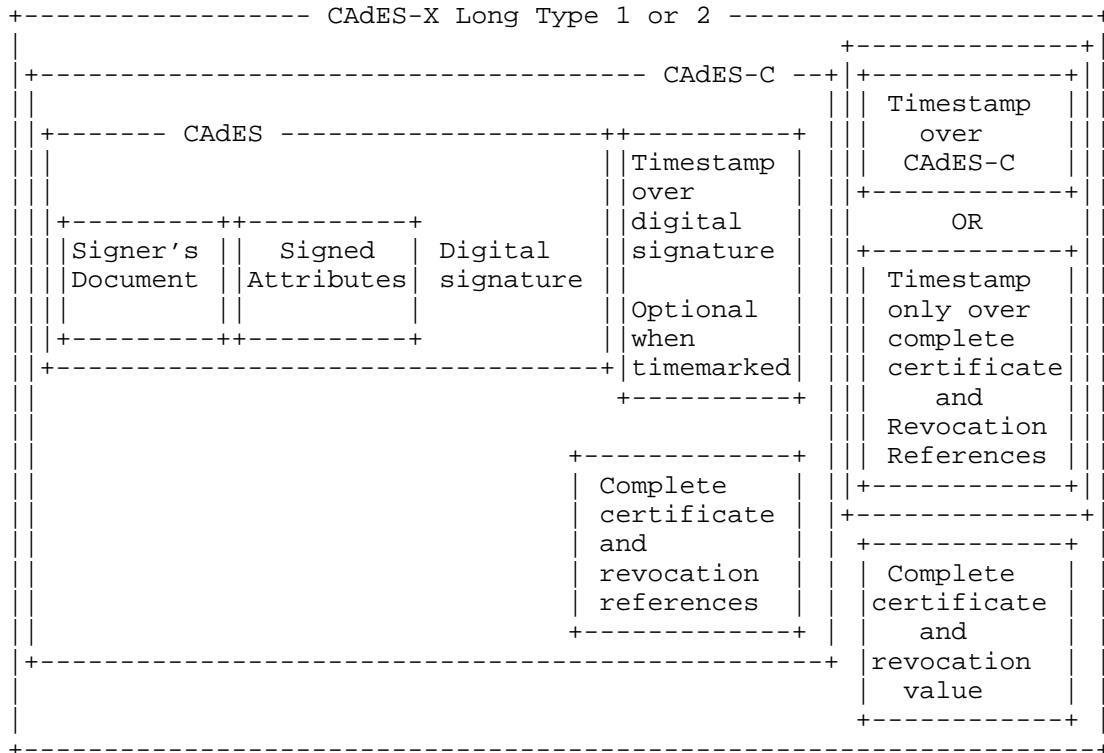 CAdES-X Long Type 1 or 2
CAdES-C
CAdES
Signer's
Document
Signed
Attributes
Digital
signature
Timestamp
over
digital
signature
Optional
when
timemarked
Complete
certificate
and
revocation
references
Timestamp
over
CAdES-C
OR
Timestamp
only over
complete
certificate
and
Revocation
References
Complete
certificate
and
revocation
value